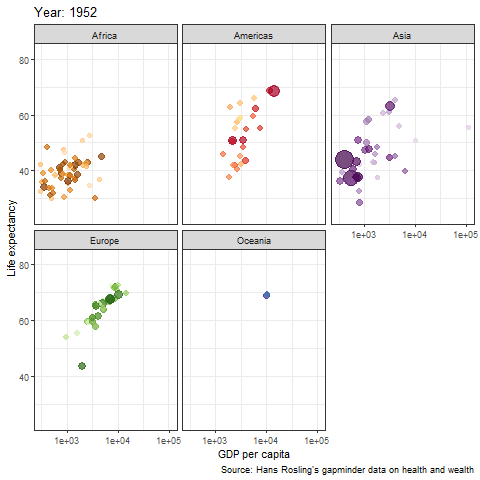 Year: 1952
Africa
Americas
Asia
80
60
40
1e+03
1e+04
1e+05
Life expectancy
Europe
Oceania
80
60
40
1e+03
1e+04
1e+05
1e+03
1e+04
1e+05
GDP per capita
Source: Hans Rosling's gapminder data on health and wealth